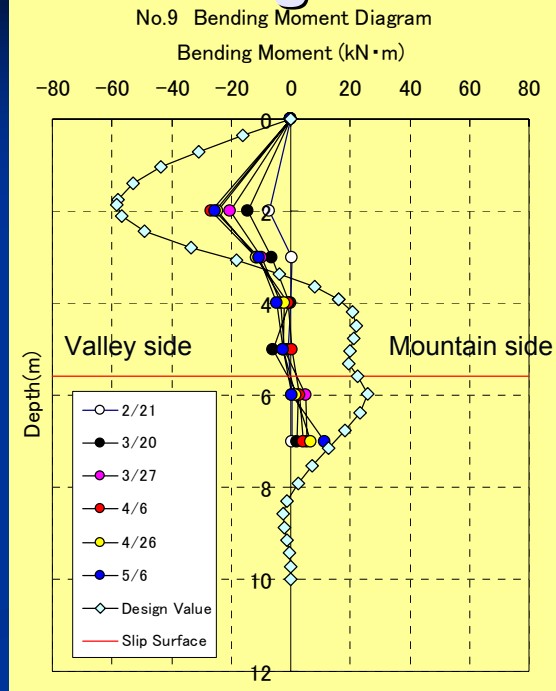 No.9 Bending Moment Diagram
Bending Moment (kN・m)
-80 -60 -40 -20 0 20 40 60 80
0
2
4
6
8
10
12
Depth(m)
Valley side
Mountain side
2/21
3/20
3/27
4/6
4/26
5/6
Design Value
Slip Surface